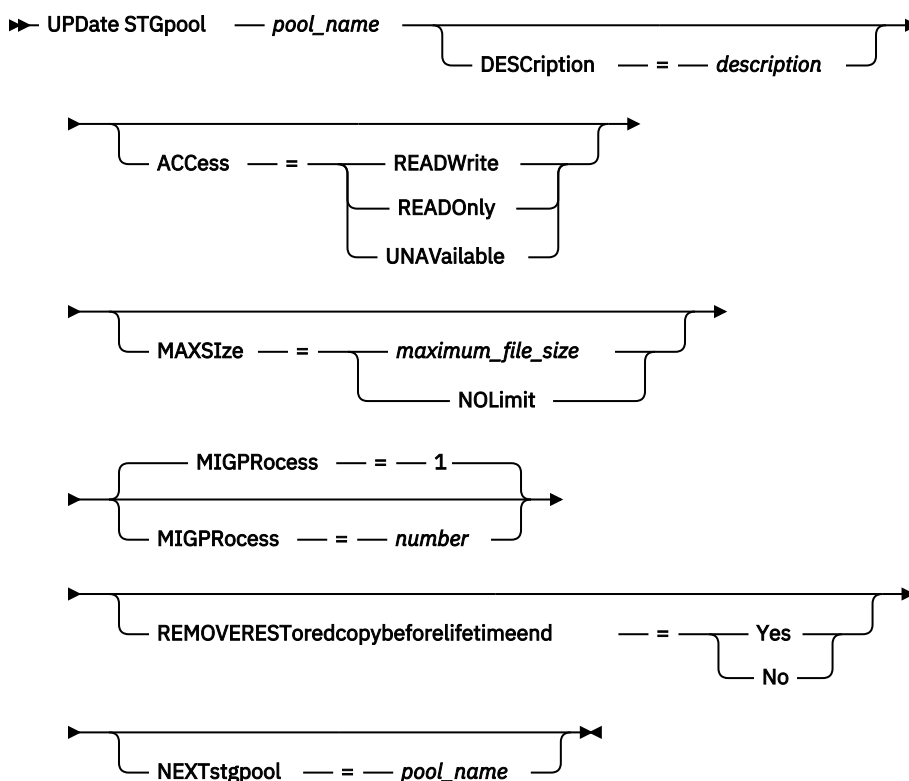 UPDate STGpool — pool_name
DESCription — = — description
ACCess — = — READWrite
READOnly
UNAVailable
MAXSIze — = — maximum_file_size
NOLimit
MIGPRocess — = — 1
MIGPRocess — = — number
REMOVERESToredcopybeforelifetimeend — = — Yes
No
NEXTstgpool — = — pool_name